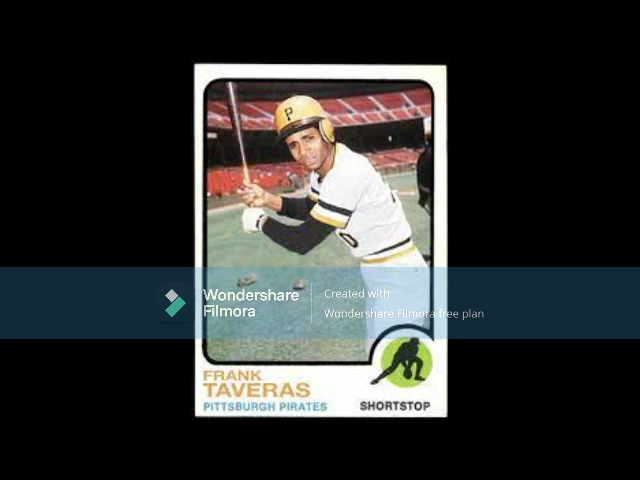 P
Wondershare
Filmora
Created with
Wondershare Filmora free plan
FRANK
TAVERAS
PITTSBURGH PIRATES
SHORTSTOP